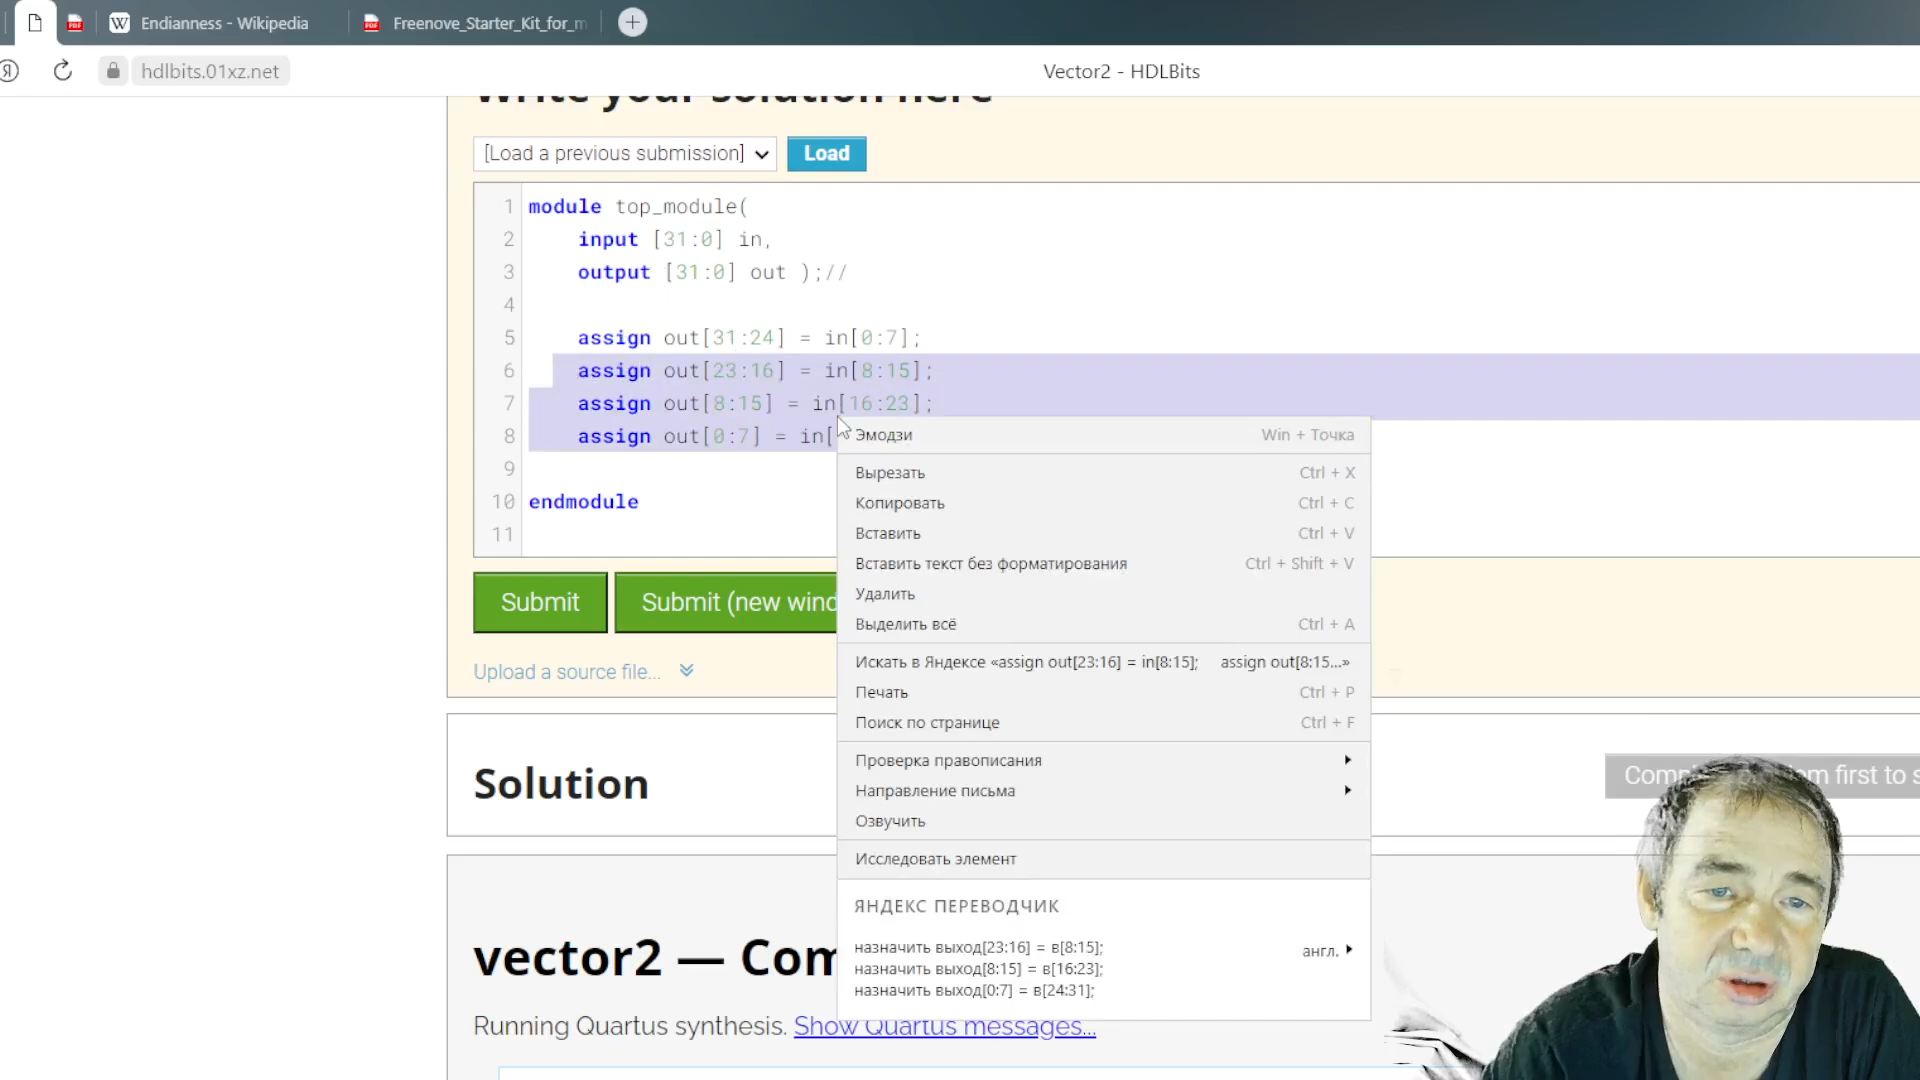 Endianness - Wikipedia
Freenove_Starter_Kit_for_m
hdlbits.01xz.net
Vector2 - HDLBits
Write your solution here
[Load a previous submission]
Load
1 module top_module(
2 input [31:0] in,
3 output [31:0] out );//
4
5 assign out[31:24] = in[0:7];
6 assign out[23:16] = in[8:15];
7 assign out[8:15] = in[16:23];
8 assign out[0:7] = in[
9
10 endmodule
11
Эмодзи Win + Точка
Вырезать Ctrl + X
Копировать Ctrl + C
Вставить Ctrl + V
Вставить текст без форматирования Ctrl + Shift + V
Удалить
Выделить всё Ctrl + A
Искать в Яндексе «assign out[23:16] = in[8:15]; assign out[8:15...»
Печать Ctrl + P
Поиск по странице Ctrl + F
Проверка правописания
Направление письма
Озвучить
Исследовать элемент
ЯНДЕКС ПЕРЕВОДЧИК
назначить выход[23:16] = в[8:15];
назначить выход[8:15] = в[16:23];
назначить выход[0:7] = в[24:31];
англ.
Submit
Submit (new wind
Upload a source file...
Solution
first to s
vector2 — Com
Running Quartus synthesis. Show Quartus messages...